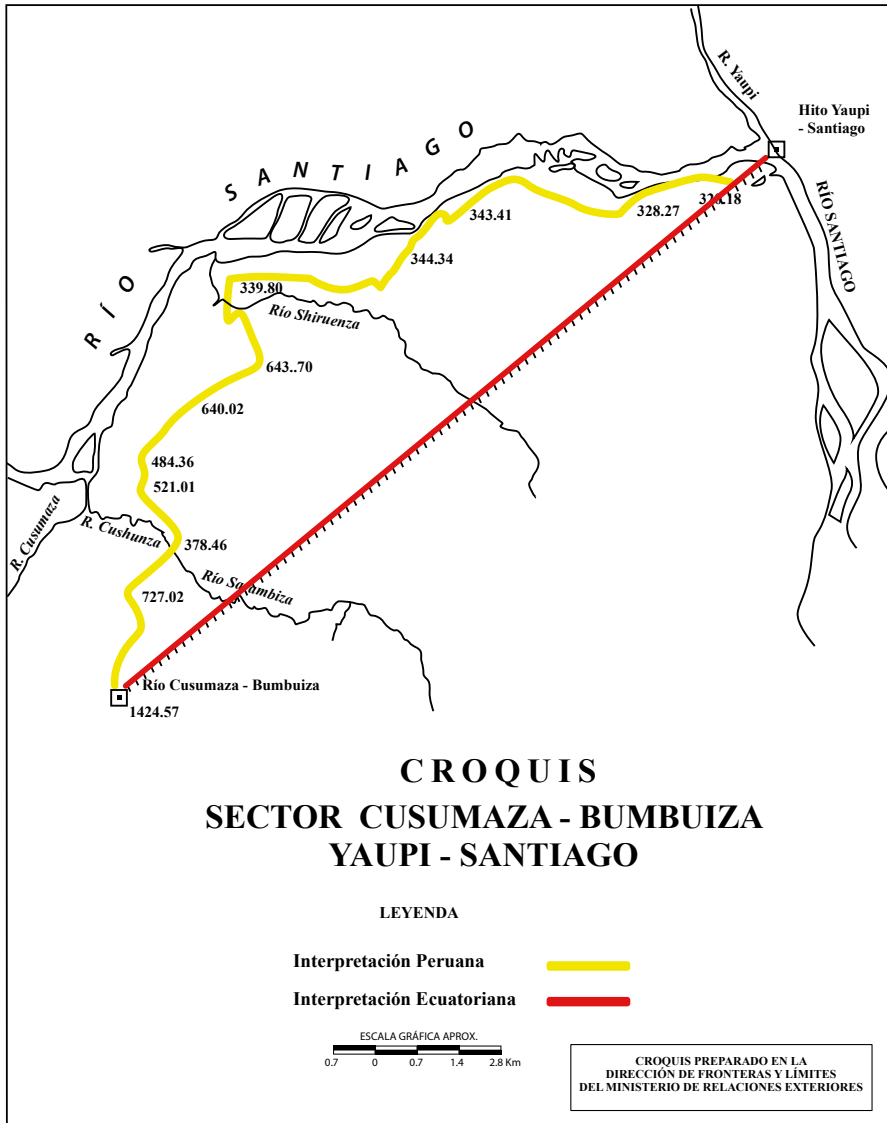 R. Yaupi
Hito Yaupi
- Santiago
RÍO SANTIAGO
RÍO SANTIAGO
343.41
328.27
344.34
339.80
Río Shiruenza
643..70
640.02
484.36
521.01
R. Cusumaza
R. Cushunza
378.46
727.02
Río Cusumaza - Bumbuiza
1424.57
CROQUIS
SECTOR CUSUMAZA - BUMBUIZA
YAUPI - SANTIAGO
LEYENDA
Interpretación Peruana
Interpretación Ecuatoriana
ESCALA GRÁFICA APROX.
0.7 0 0.7 1.4 2.8 Km
CROQUIS PREPARADO EN LA
DIRECCIÓN DE FRONTERAS Y LÍMITES
DEL MINISTERIO DE RELACIONES EXTERIORES